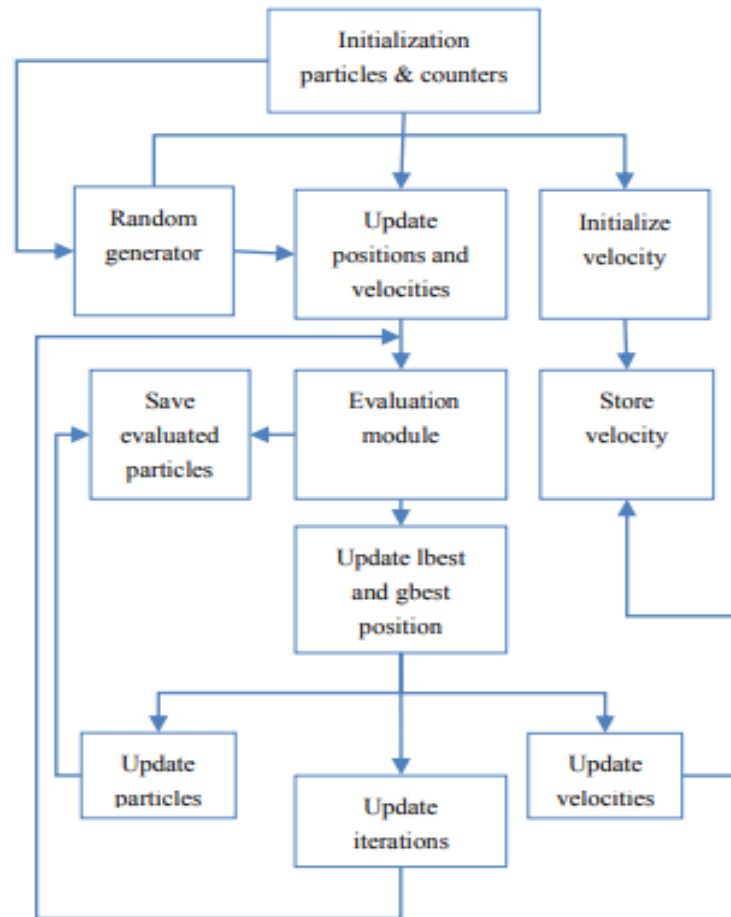 Initialization
particles & counters
Random
generator
Update
positions and
velocities
Initialize
velocity
Save
evaluated
particles
Evaluation
module
Store
velocity
Update lbest
and gbest
position
Update
particles
Update
iterations
Update
velocities